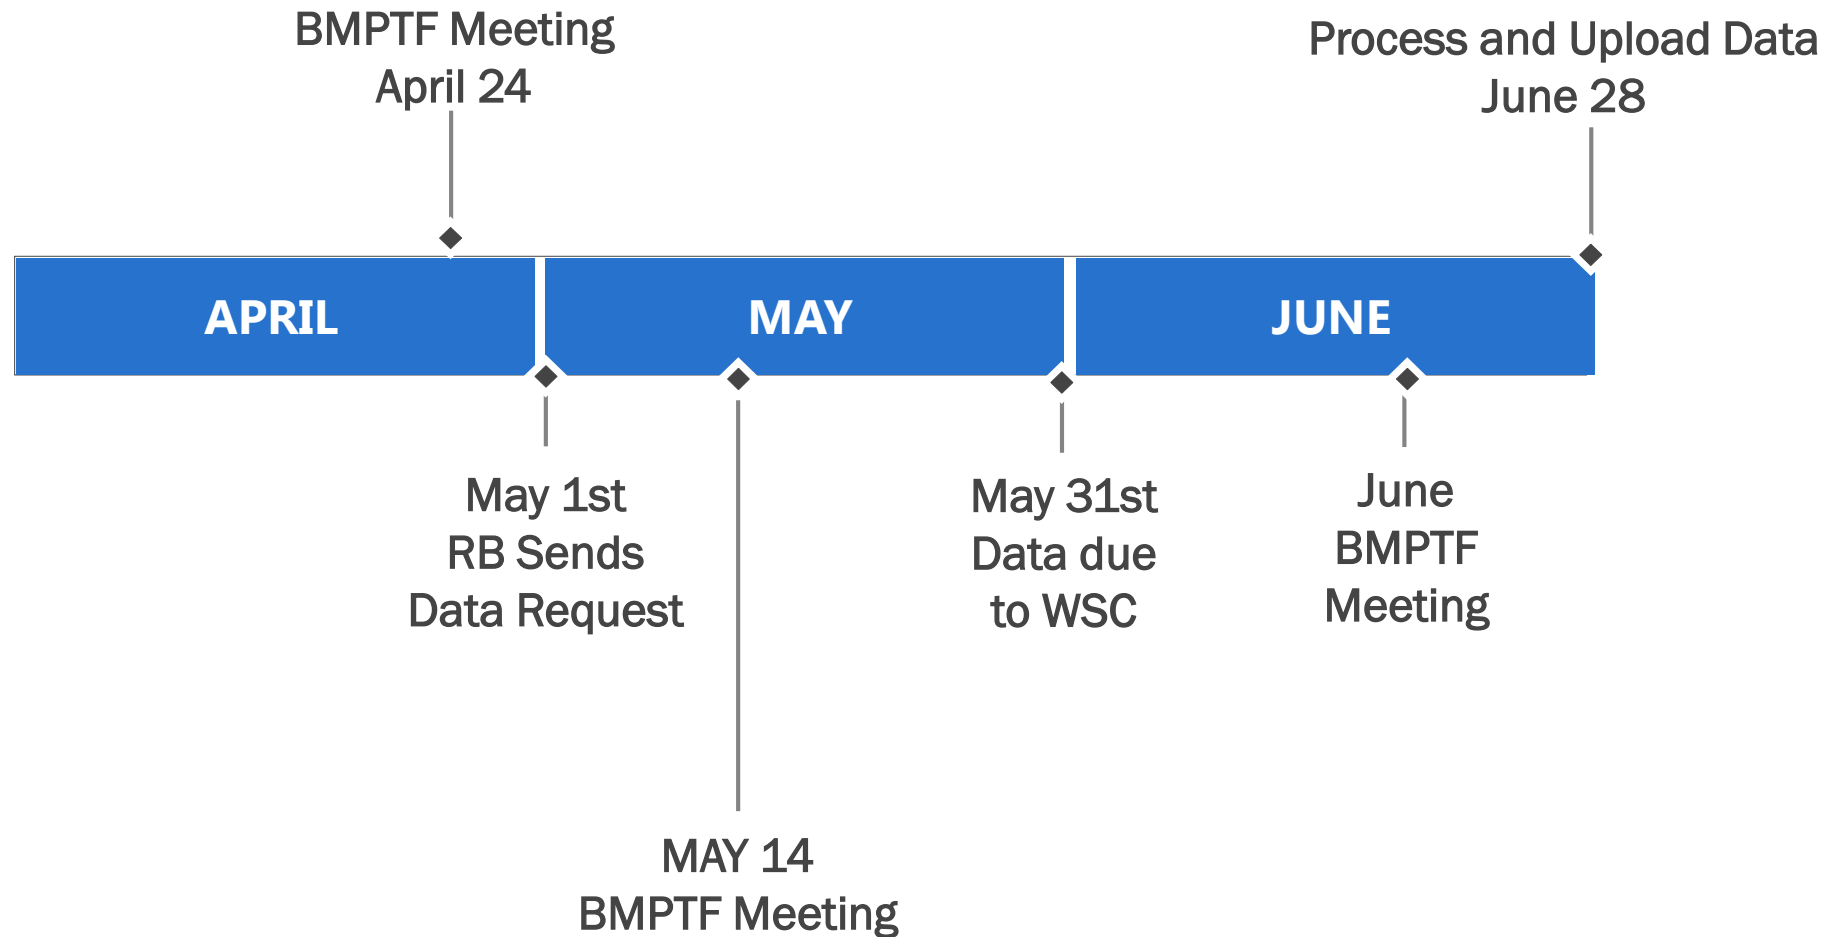 BMPTF Meeting
April 24
Process and Upload Data
June 28
APRIL
MAY
JUNE
May 1st
RB Sends
Data Request
May 31st
Data due
to WSC
June
BMPTF
Meeting
MAY 14
BMPTF Meeting